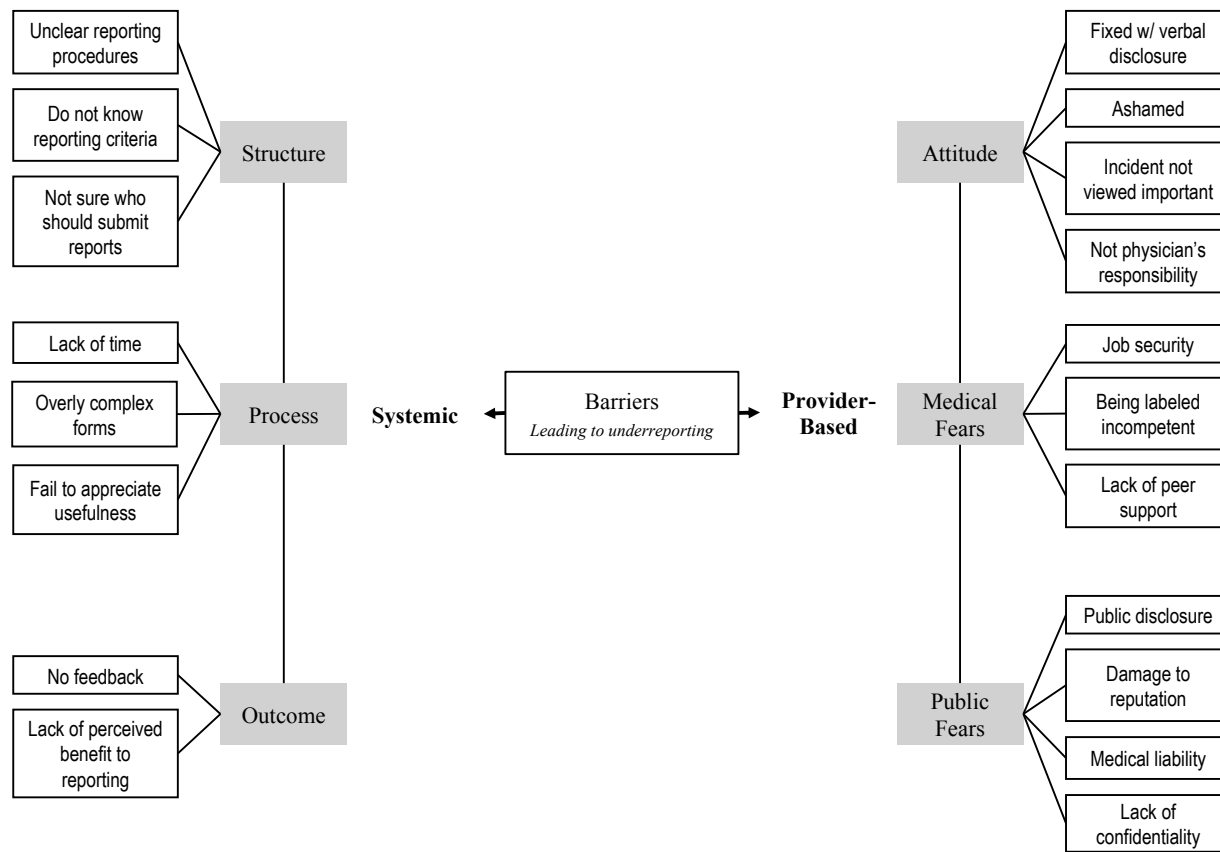 Unclear reporting
procedures
Do not know
reporting criteria
Not sure who
should submit
reports
Structure
Lack of time
Overly complex
forms
Fail to appreciate
usefulness
Process
No feedback
Lack of perceived
benefit to
reporting
Outcome
Systemic
Barriers
Leading to underreporting
Provider-
Based
Attitude
Fixed w/ verbal
disclosure
Ashamed
Incident not
viewed important
Not physician’s
responsibility
Medical
Fears
Job security
Being labeled
incompetent
Lack of peer
support
Public
Fears
Public disclosure
Damage to
reputation
Medical liability
Lack of
confidentiality